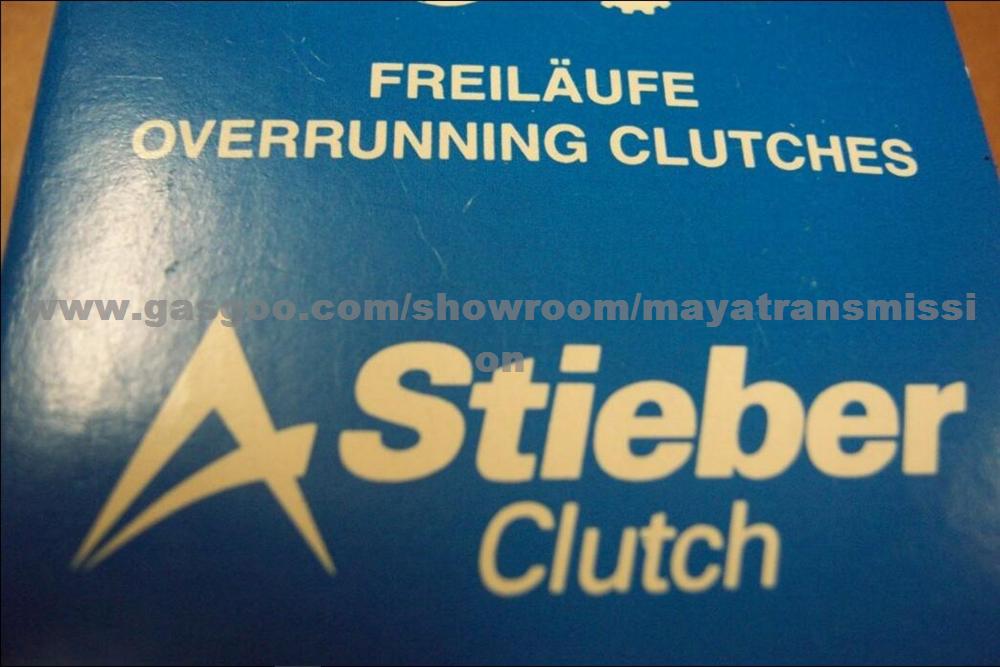 FREILÄUFE
OVERRUNNING CLUTCHES
www.gasgoo.com/showroom/mayatransmissi
on
Stieber
Clutch